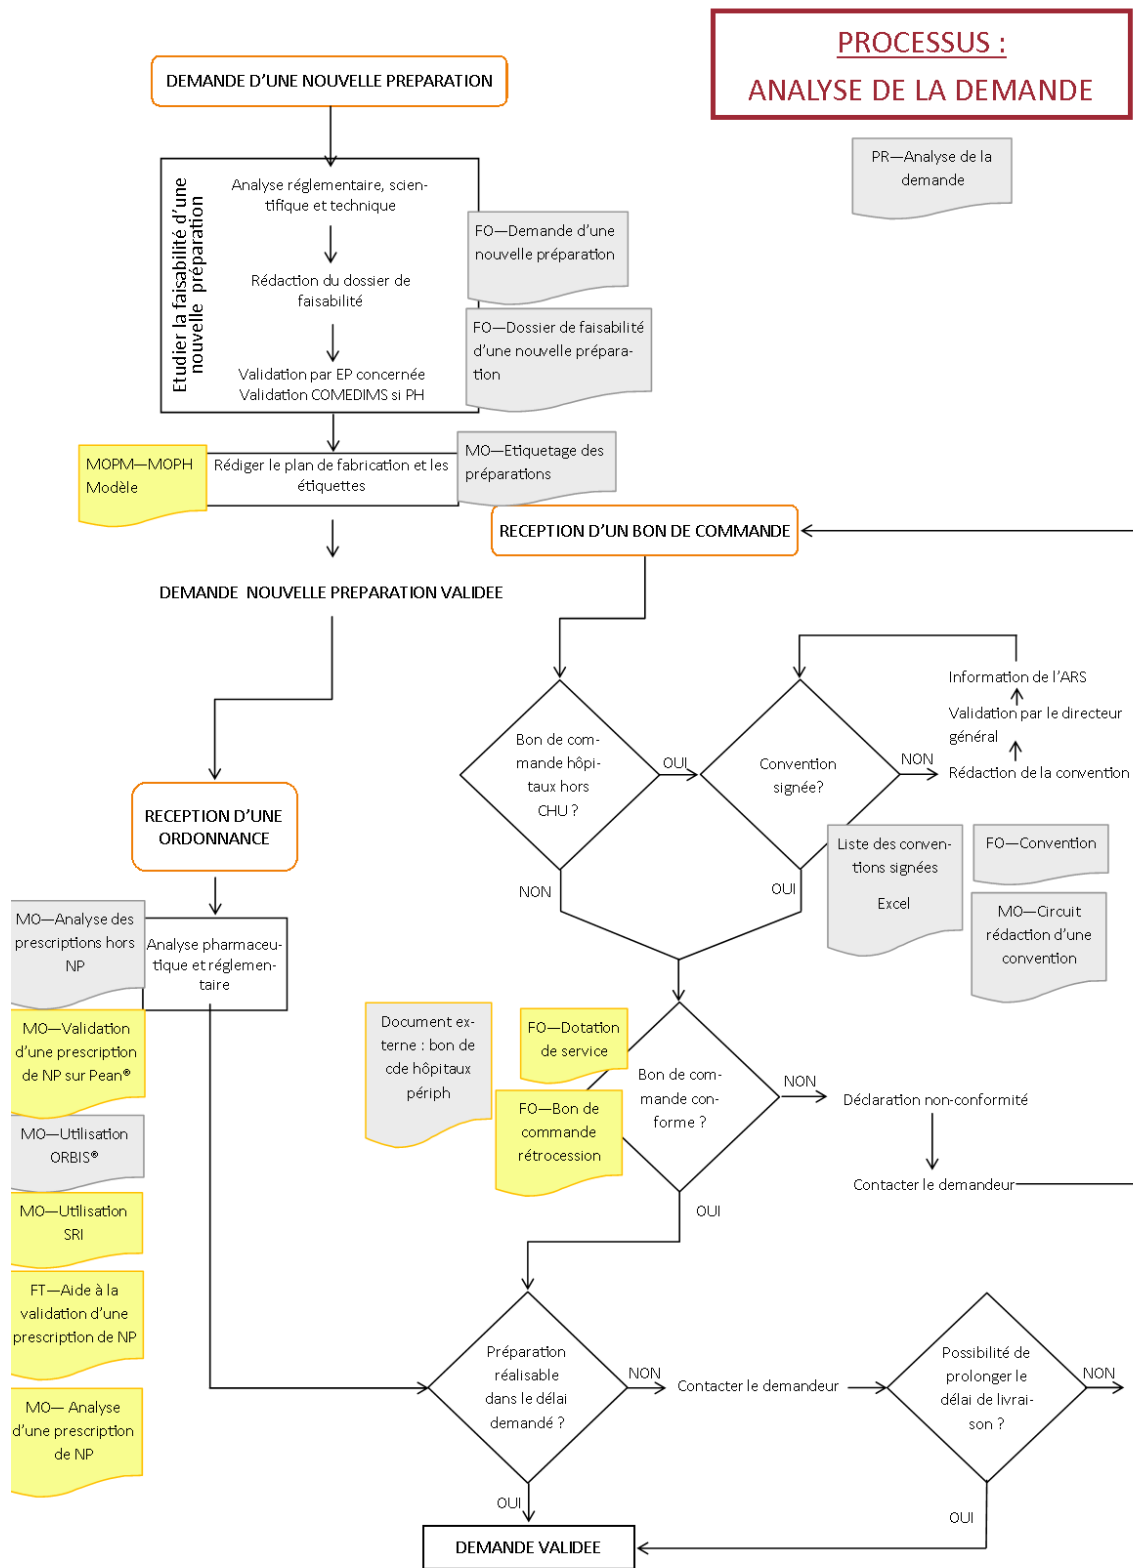 PROCESSUS :
ANALYSE DE LA DEMANDE
DEMANDE D'UNE NOUVELLE PREPARATION
PR—Analyse de la
demande
Etudier la faisabilité d'une
nouvelle préparation
Analyse réglementaire, scien-
tifique et technique
FO—Demande d'une
nouvelle préparation
Rédaction du dossier de
faisabilité
FO—Dossier de faisabilité
d'une nouvelle prépara-
tion
Validation par EP concernée
Validation COMEDIMS si PH
MOPM—MOPH
Modèle
Rédiger le plan de fabrication et les
étiquettes
MO—Etiquetage des
préparations
RECEPTION D'UN BON DE COMMANDE
DEMANDE NOUVELLE PREPARATION VALIDEE
Information de l'ARS
Validation par le directeur
général
Rédaction de la convention
Bon de com-
mande hôpi-
taux hors
CHU ?
OUI
Convention
signée?
NON
RECEPTION D'UNE
ORDONNANCE
Liste des conven-
tions signées
Excel
FO—Convention
MO—Circuit
rédaction d'une
convention
NON
OUI
MO—Analyse des
prescriptions hors
NP
Analyse pharmaceu-
tique et réglemen-
taire
MO—Validation
d'une prescription
de NP sur Pean®
Document ex-
terne : bon de
cde hôpitaux
périph
FO—Dotation
de service
FO—Bon de
commande
rétrocession
Bon de com-
mande con-
forme ?
NON
Déclaration non-conformité
Contacter le demandeur
OUI
MO—Utilisation
ORBIS®
MO—Utilisation
SRI
FT—Aide à la
validation d'une
prescription de NP
MO— Analyse
d'une prescription
de NP
Préparation
réalisable
dans le délai
demandé ?
NON
Contacter le demandeur
Possibilité de
prolonger le
délai de livrai-
son ?
NON
OUI
OUI
DEMANDE VALIDEE